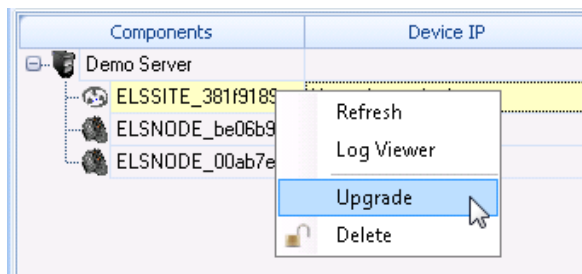 Components Device IP
Demo Server
ELSSITE_381f9189
ELSNODE_be06b9
ELSNODE_00ab7e
Refresh
Log Viewer
Upgrade
Delete